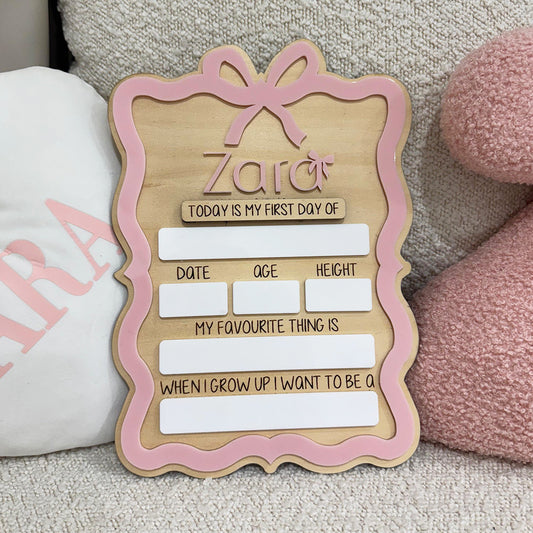 Zara
TODAY IS MY FIRST DAY OF
DATE AGE HEIGHT
MY FAVOURITE THING IS
WHEN I GROW UP I WANT TO BE A
ARA